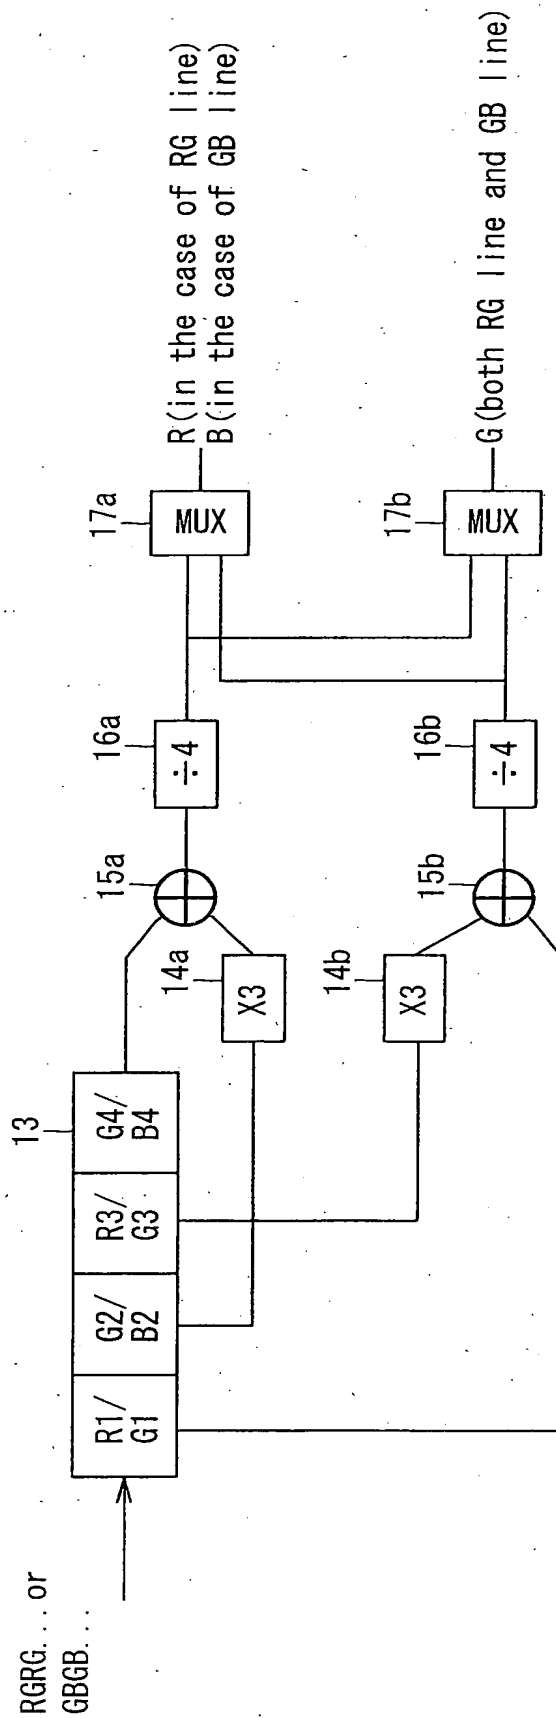 RGRG...or
GBGB...
13
R1/
G1
G2/
B2
R3/
G3
G4/
B4
14a
X3
14b
X3
15a
15b
16a
÷4
16b
÷4
17a
MUX
17b
MUX
R(in the case of RG line)
B(in the case of GB line)
G(both RG line and GB line)